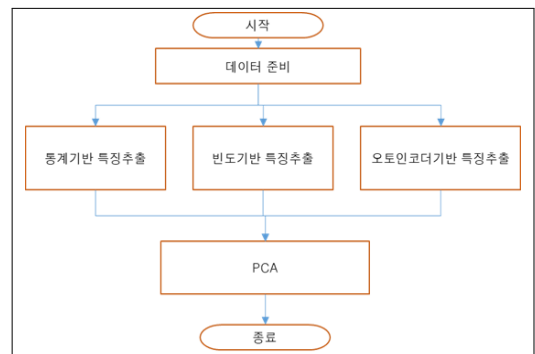 시작
데이터 준비
통계기반 특징추출
빈도기반 특징추출
오토인코더기반 특징추출
PCA
종료